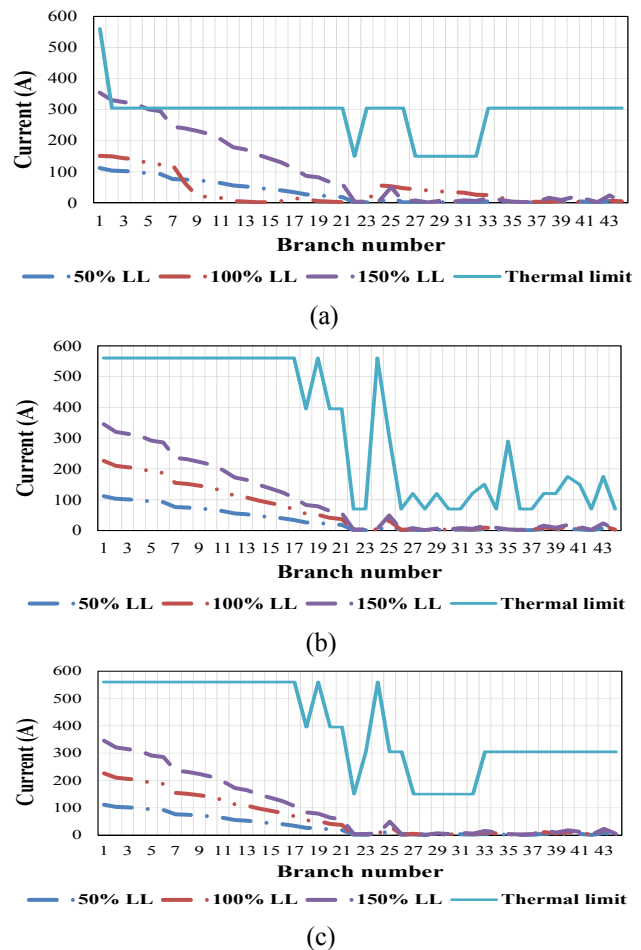 600
500
400
300
200
100
0
Current (A)
1 3 5 7 9 11 13 15 17 19 21 23 25 27 29 31 33 35 37 39 41 43
Branch number
50% LL 100% LL 150% LL Thermal limit
(a)
600
500
400
300
200
100
0
Current (A)
1 3 5 7 9 11 13 15 17 19 21 23 25 27 29 31 33 35 37 39 41 43
Branch number
50% LL 100% LL 150% LL Thermal limit
(b)
600
500
400
300
200
100
0
Current (A)
1 3 5 7 9 11 13 15 17 19 21 23 25 27 29 31 33 35 37 39 41 43
Branch number
50% LL 100% LL 150% LL Thermal limit
(c)